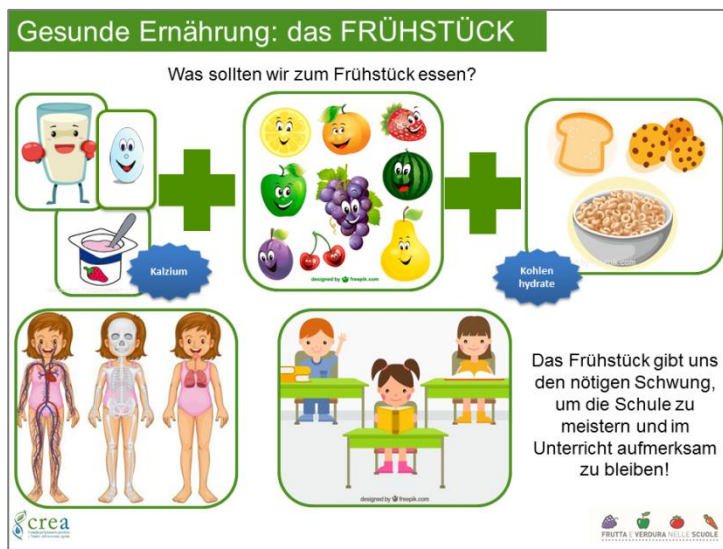 Gesunde Ernährung: das FRÜHSTÜCK
Was sollten wir zum Frühstück essen?
Kalzium
designed by freepik.com
Kohlen
hydrate
Das Frühstück gibt uns
den nötigen Schwung,
um die Schule zu
meistern und im
Unterricht aufmerksam
zu bleiben!
designed by freepik.com
crea
FRUTTA E VERDURA NELLE SCUOLE